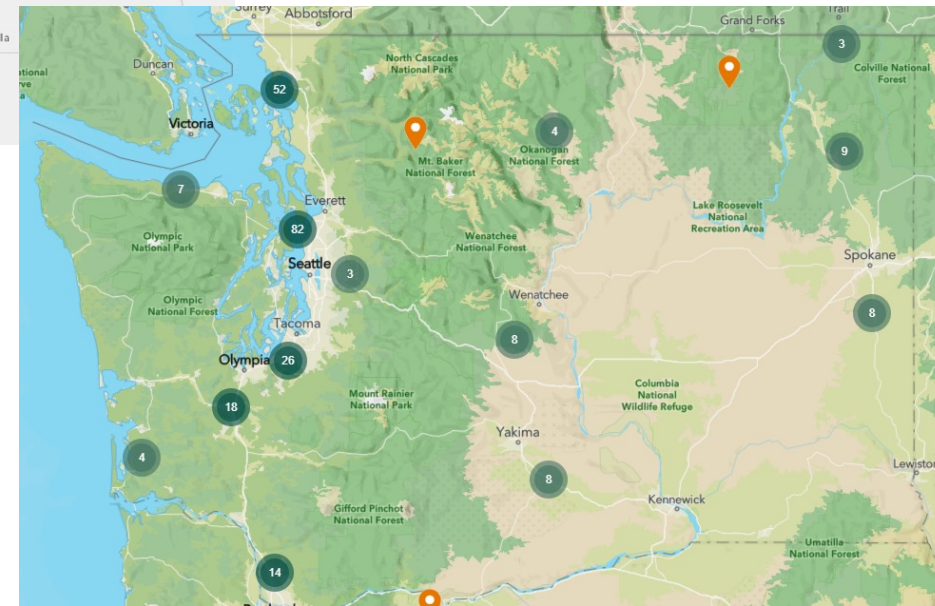 Surrey
Abbotsford
Grand Forks
Trail
3
North Cascades
National Park
Duncan
Colville National
Forest
52
Victoria
4
Okanogan
National Forest
Mt. Baker
National Forest
9
7
Everett
Lake Roosevelt
National
Recreation Area
82
Olympic
National Park
Wenatchee
National Forest
Seattle
3
Spokane
Olympic
National Forest
Wenatchee
8
Tacoma
8
Olympia
26
Mount Rainier
National Park
Columbia
National
Wildlife Refuge
18
Yakima
4
8
Lewiston
Kennewick
Gifford Pinchot
National Forest
Umatilla
National Forest
14